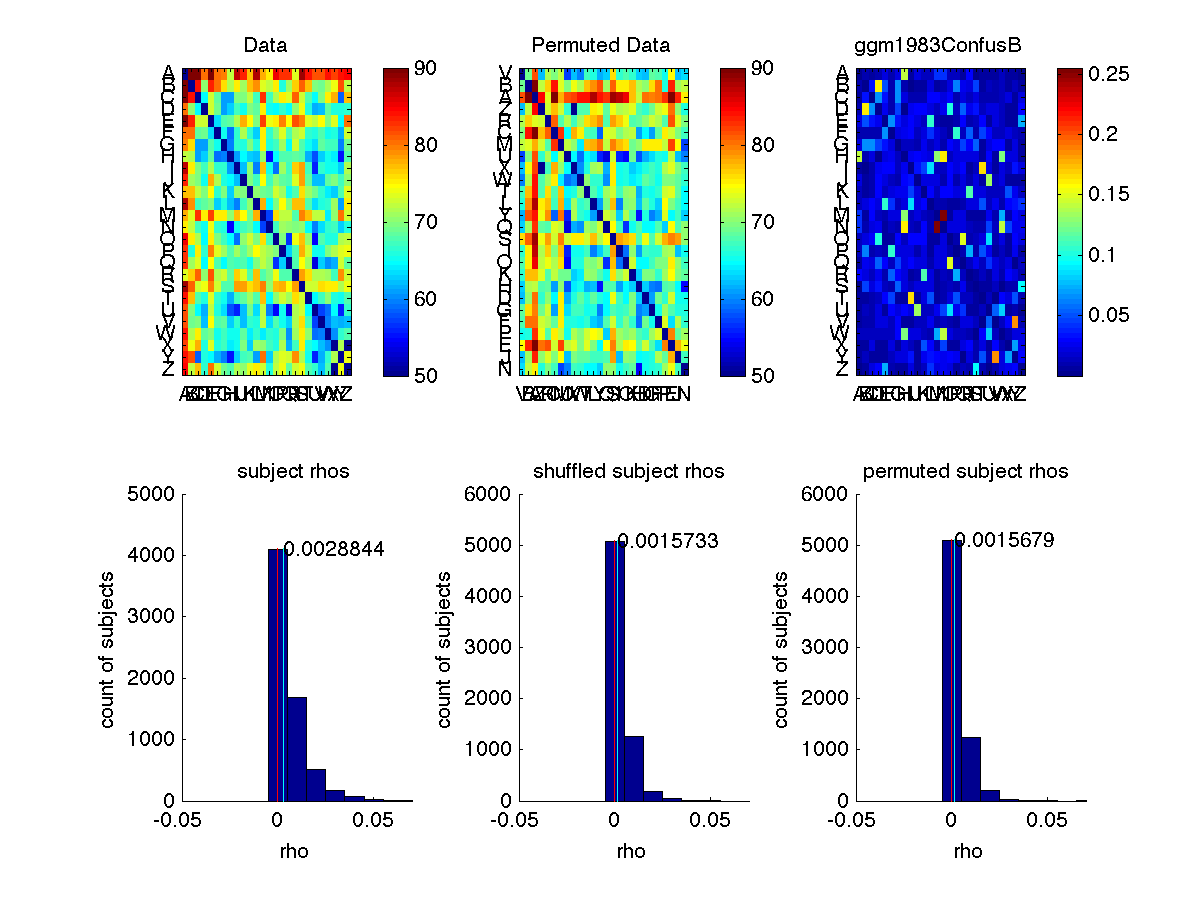 Data
Permuted Data
ggm1983ConfusB
A
B
C
D
E
G
H
I
K
L
M
N
O
P
Q
R
S
T
U
V
W
X
Y
Z
90
80
70
60
50
V
B
A
Z
R
C
M
U
X
W
T
L
Y
Q
S
O
K
H
D
G
F
E
J
N
90
80
70
60
50
A
B
C
D
E
G
H
I
K
L
M
N
O
P
Q
R
S
T
U
V
W
X
Y
Z
0.25
0.2
0.15
0.1
0.05
subject rhos
5000
4000
3000
2000
1000
0
0.0028844
-0.05 0 0.05
rho
count of subjects
shuffled subject rhos
6000
5000
4000
3000
2000
1000
0
0.0015733
-0.05 0 0.05
rho
count of subjects
permuted subject rhos
6000
5000
4000
3000
2000
1000
0
0.0015679
-0.05 0 0.05
rho
count of subjects